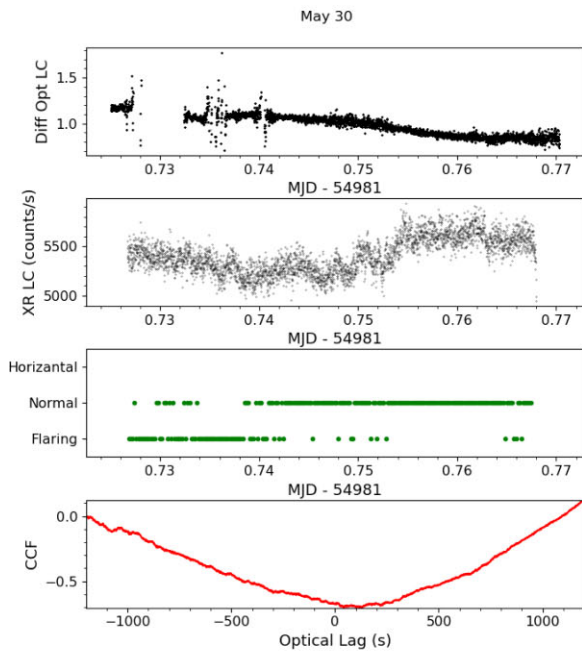 May 30
Diff Opt LC
1.5
1.0
0.73 0.74 0.75 0.76 0.77
MJD - 54981
XR LC (counts/s)
5500
5000
0.73 0.74 0.75 0.76 0.77
MJD - 54981
Horizantal
Normal
Flaring
0.73 0.74 0.75 0.76 0.77
MJD - 54981
CCF
0.0
−0.5
−1000 −500 0 500 1000
Optical Lag (s)